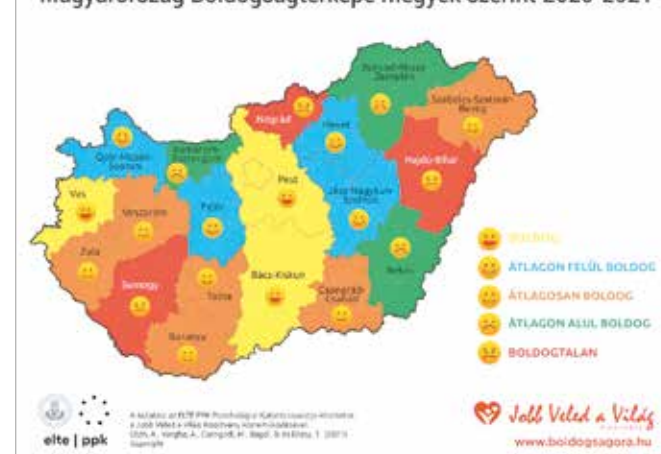 Magyarország Boldogságtérképe megyék szerint 2020-2021
Borsod-Abaúj-
Zemplén
Szabolcs-Szatmár-
Bereg
Nógrád
Heves
Győr-Moson-
Sopron
Komárom-
Esztergom
Hajdú-Bihar
Pest
Vas
Veszprém
Fejér
Jász-Nagykun
Szolnok
Zala
Békés
Somogy
Tolna
Bács-Kiskun
Csongrád-
Csanád
Baranya
BOLDOG
ÁTLAGON FELÜL BOLDOG
ÁTLAGOSAN BOLDOG
ÁTLAGON ALUL BOLDOG
BOLDOGTALAN
elte | ppk
Jobb Veled a Világ
www.boldogsagora.hu